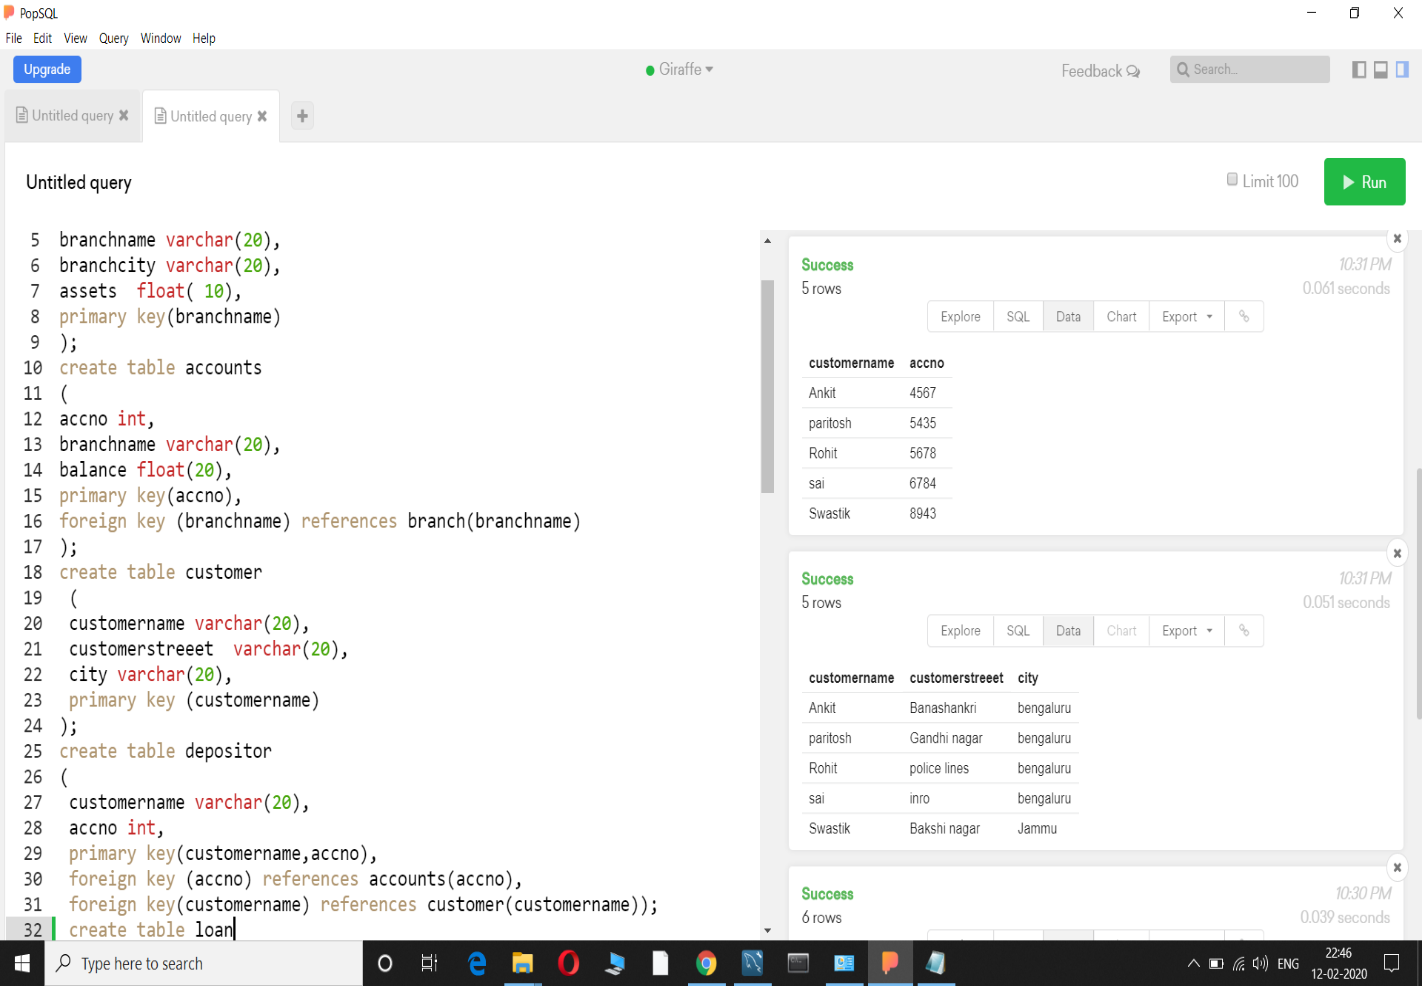 PopSQL
File Edit View Query Window Help
Upgrade
Giraffe
Feedback
Search...
Untitled query
Untitled query
Untitled query
Limit 100
Run
5 branchname varchar(20),
6 branchcity varchar(20),
7 assets  float( 10),
8 primary key(branchname)
9 );
10 create table accounts
11 (
12 accno int,
13 branchname varchar(20),
14 balance float(20),
15 primary key(accno),
16 foreign key (branchname) references branch(branchname)
17 );
18 create table customer
19 (
20 customername varchar(20),
21 customerstreeet  varchar(20),
22 city varchar(20),
23 primary key (customername)
24 );
25 create table depositor
26 (
27 customername varchar(20),
28 accno int,
29 primary key(customername,accno),
30 foreign key (accno) references accounts(accno),
31 foreign key(customername) references customer(customername));
32 create table loan
Success 10:31 PM
5 rows 0.061 seconds
Explore SQL Data Chart Export
customername accno
Ankit 4567
paritosh 5435
Rohit 5678
sai 6784
Swastik 8943
Success 10:31 PM
5 rows 0.051 seconds
Explore SQL Data Chart Export
customername customerstreeet city
Ankit Banashankri bengaluru
paritosh Gandhi nagar bengaluru
Rohit police lines bengaluru
sai inro bengaluru
Swastik Bakshi nagar Jammu
Success 10:30 PM
6 rows 0.039 seconds
Type here to search
ENG
22:46
12-02-2020